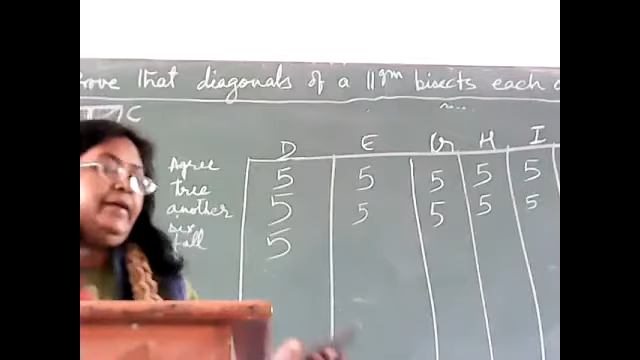 rove that diagonals of a ||gm bisects each o
C
D E G H I
Agree 5 5 5 5 5
tree
another 5 5 5 5 5
sex
fall 5